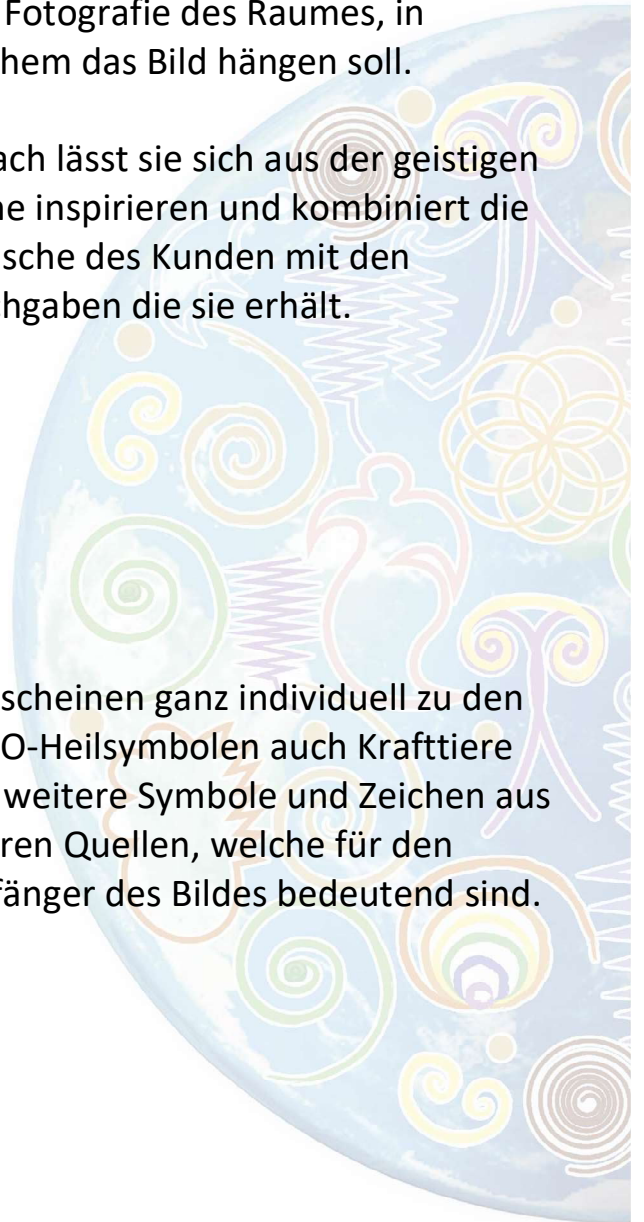 Fotografie des Raumes, in
hem das Bild hängen soll.
ach lässt sie sich aus der geistigen
ne inspirieren und kombiniert die
sche des Kunden mit den
hgaben die sie erhält.
scheinen ganz individuell zu den
O-Heilsymbolen auch Krafttiere
weitere Symbole und Zeichen aus
ren Quellen, welche für den
fänger des Bildes bedeutend sind.